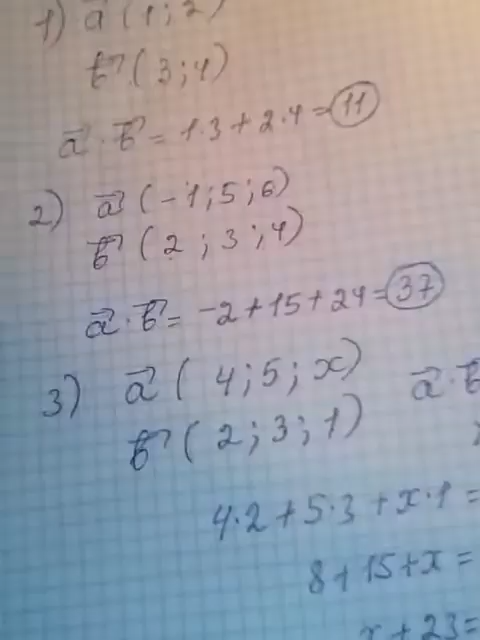 1) a⃗ (1; 2)
b⃗ (3; 4)
a⃗ · b⃗ = 1·3 + 2·4 = 11
2) a⃗ (-1; 5; 6)
b⃗ (2; 3; 4)
a⃗ · b⃗ = -2 + 15 + 24 = 37
3) a⃗ (4; 5; x) a⃗ · b⃗
b⃗ (2; 3; 1)
4·2 + 5·3 + x·1 =
8 + 15 + x =
x + 23 =